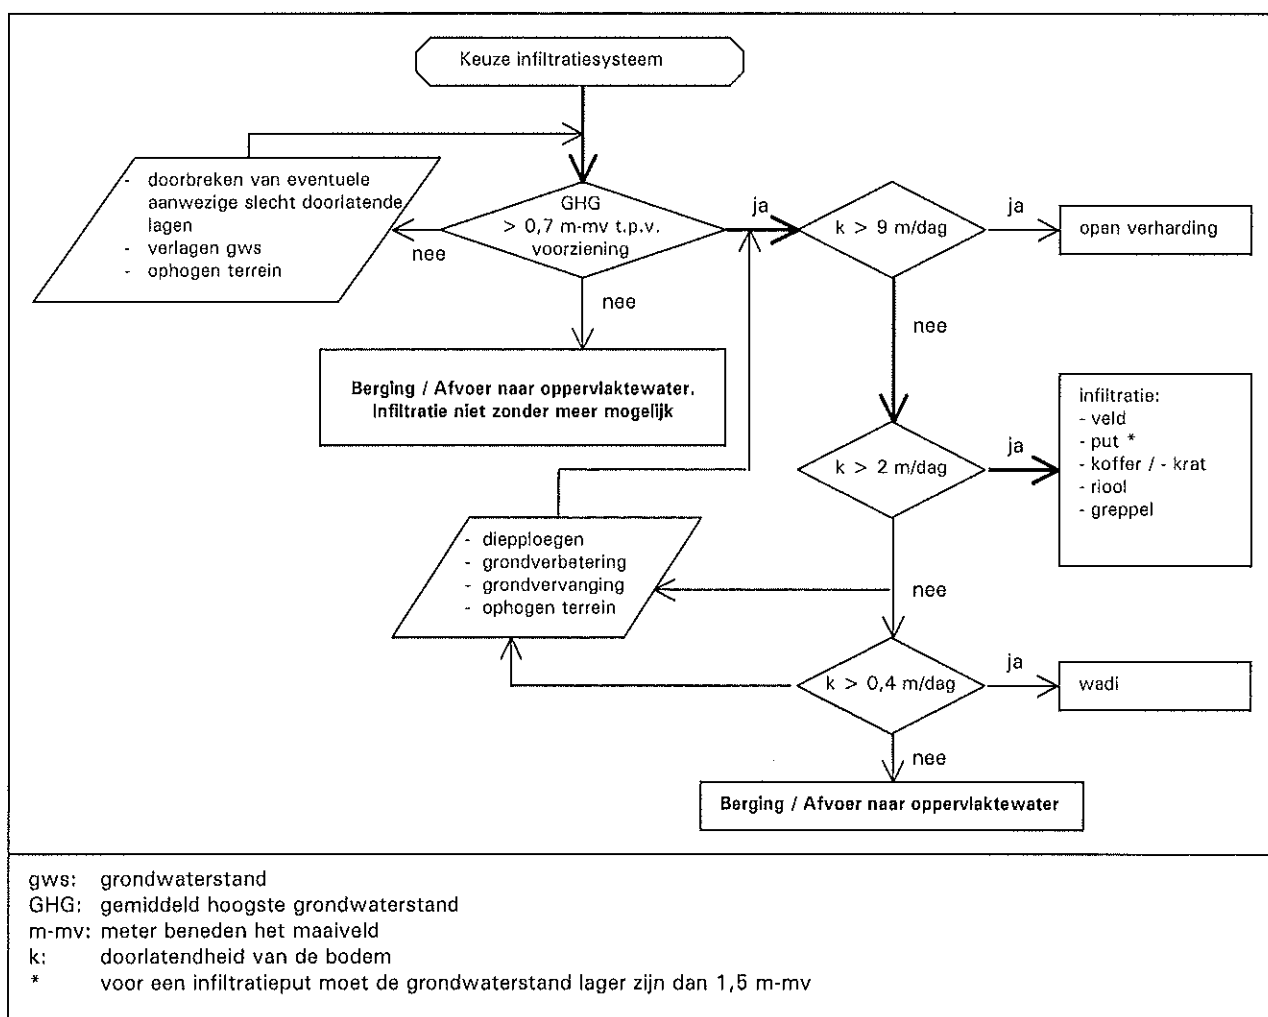 Keuze infiltratiesysteem
- doorbreken van eventuele
aanwezige slecht doorlatende
lagen
- verlagen gws
- ophogen terrein
nee
GHG
> 0,7 m-mv t.p.v.
voorziening
ja
k > 9 m/dag
ja
open verharding
nee
nee
Berging / Afvoer naar oppervlaktewater.
Infiltratie niet zonder meer mogelijk
k > 2 m/dag
ja
infiltratie:
- veld
- put *
- koffer / - krat
- riool
- greppel
- diepploegen
- grondverbetering
- grondvervanging
- ophogen terrein
nee
k > 0,4 m/dag
ja
wadi
nee
Berging / Afvoer naar oppervlaktewater
gws: grondwaterstand
GHG: gemiddeld hoogste grondwaterstand
m-mv: meter beneden het maaiveld
k: doorlatendheid van de bodem
* voor een infiltratieput moet de grondwaterstand lager zijn dan 1,5 m-mv